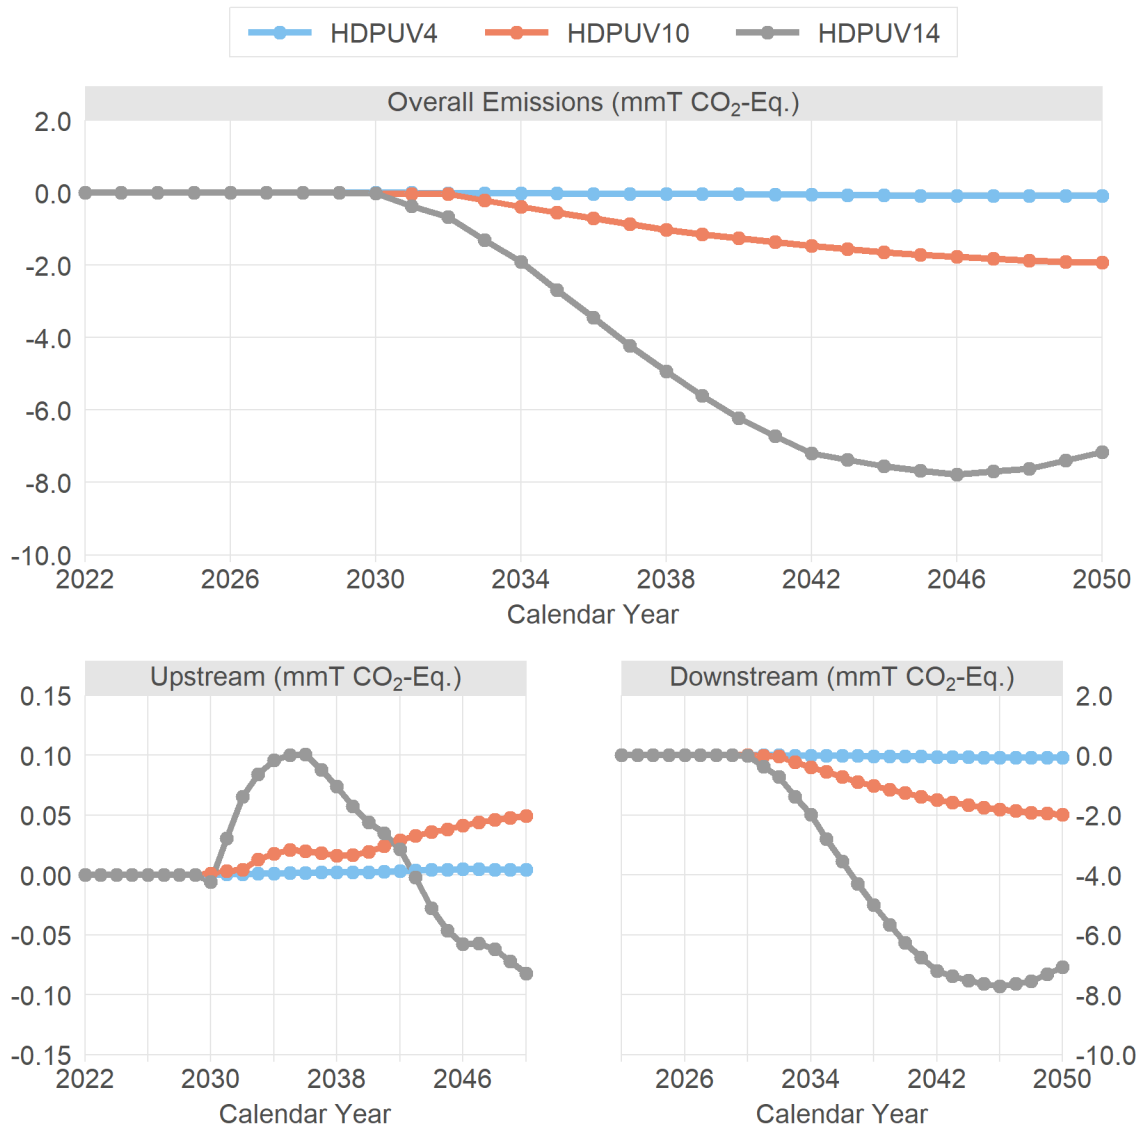 HDPUV4 HDPUV10 HDPUV14
Overall Emissions (mmT CO₂-Eq.)
2.0
0.0
-2.0
-4.0
-6.0
-8.0
-10.0
2022 2026 2030 2034 2038 2042 2046 2050
Calendar Year
Upstream (mmT CO₂-Eq.)
0.15
0.10
0.05
0.00
-0.05
-0.10
-0.15
2022 2030 2038 2046
Calendar Year
Downstream (mmT CO₂-Eq.)
2.0
0.0
-2.0
-4.0
-6.0
-8.0
-10.0
2026 2034 2042 2050
Calendar Year